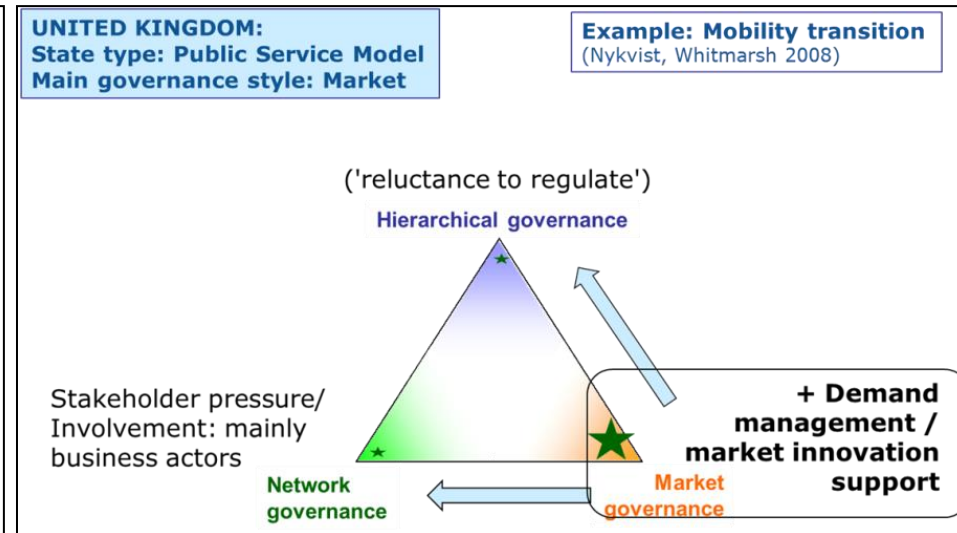 UNITED KINGDOM:
State type: Public Service Model
Main governance style: Market
Example: Mobility transition
(Nykvist, Whitmarsh 2008)
('reluctance to regulate')
Hierarchical governance
Stakeholder pressure/
Involvement: mainly
business actors
+ Demand
management /
market innovation
support
Network
governance
Market
governance